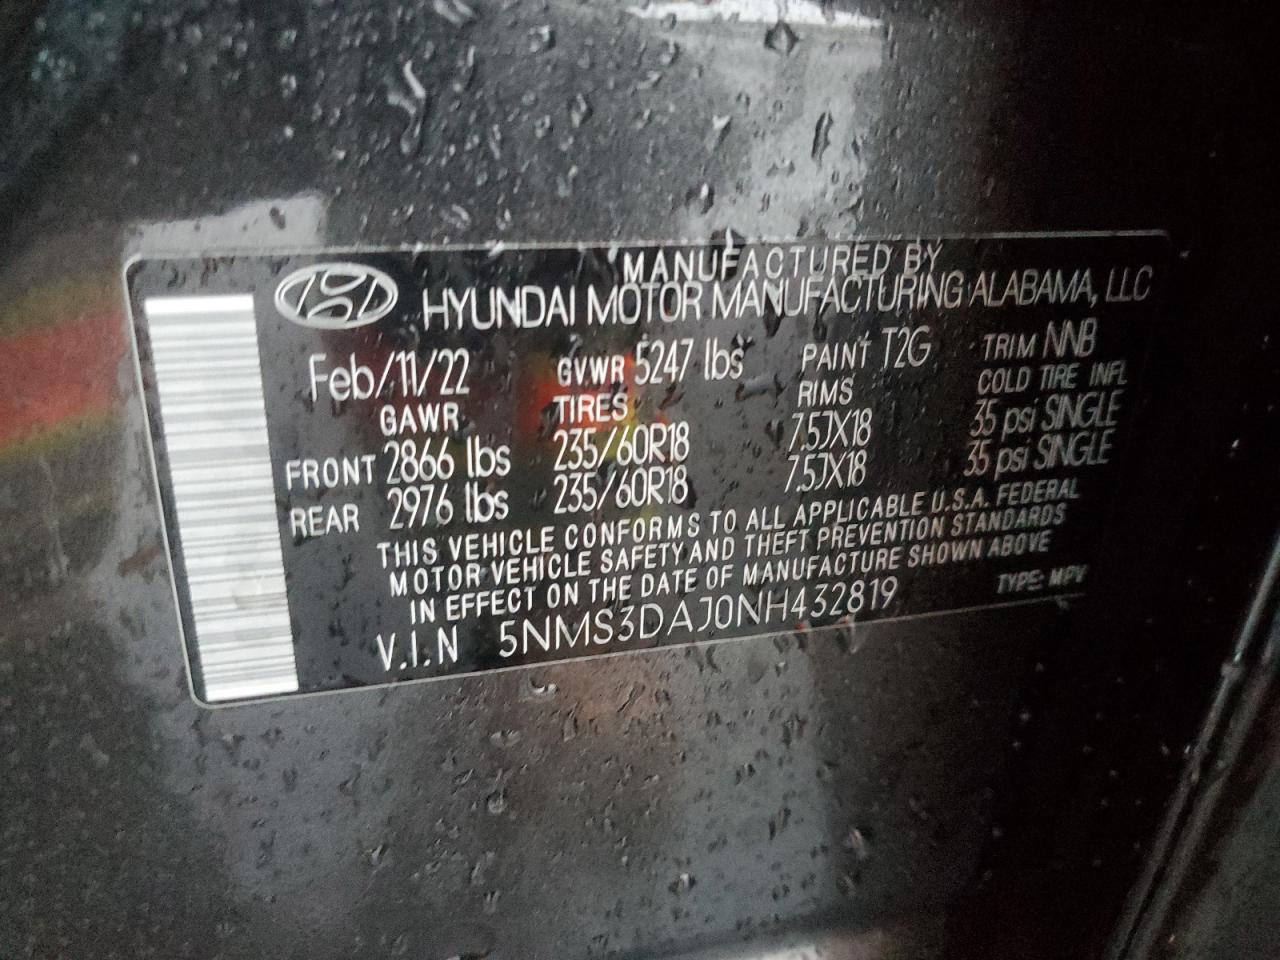 MANUFACTURED BY
HYUNDAI MOTOR MANUFACTURING ALABAMA, LLC
Feb/11/22 GVWR 5247 lbs PAINT T2G TRIM NNB
GAWR TIRES RIMS COLD TIRE INFL
FRONT 2866 lbs 235/60R18 7.5JX18 35 psi SINGLE
REAR 2976 lbs 235/60R18 7.5JX18 35 psi SINGLE
THIS VEHICLE CONFORMS TO ALL APPLICABLE U.S.A. FEDERAL
MOTOR VEHICLE SAFETY AND THEFT PREVENTION STANDARDS
IN EFFECT ON THE DATE OF MANUFACTURE SHOWN ABOVE
V.I.N 5NMS3DAJ0NH432819 TYPE: MPV